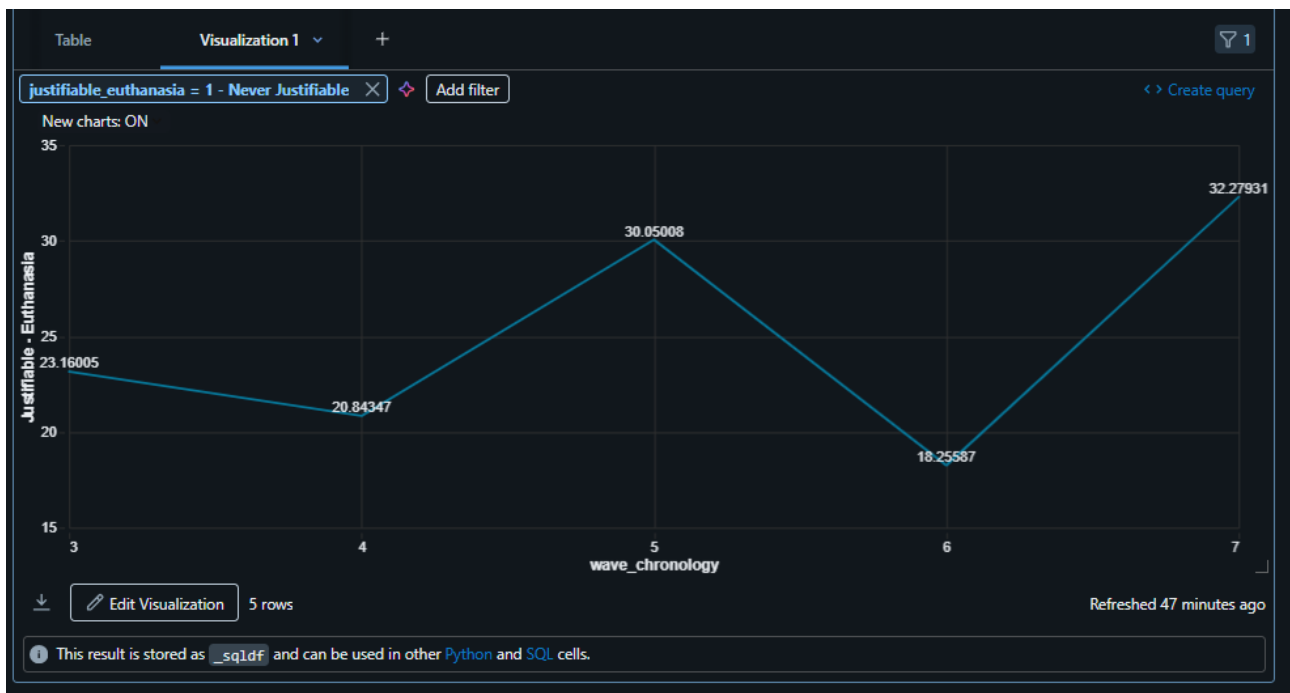 Table Visualization 1 + 1
justifiable_euthanasia = 1 - Never Justifiable Add filter <> Create query
New charts: ON
35
32.27931
30.05008
30
Justifiable - Euthanasia
25
23.16005
20.84347
20
18.25587
15
3 4 5 6 7
wave_chronology
Edit Visualization 5 rows Refreshed 47 minutes ago
This result is stored as _sqldf and can be used in other Python and SQL cells.